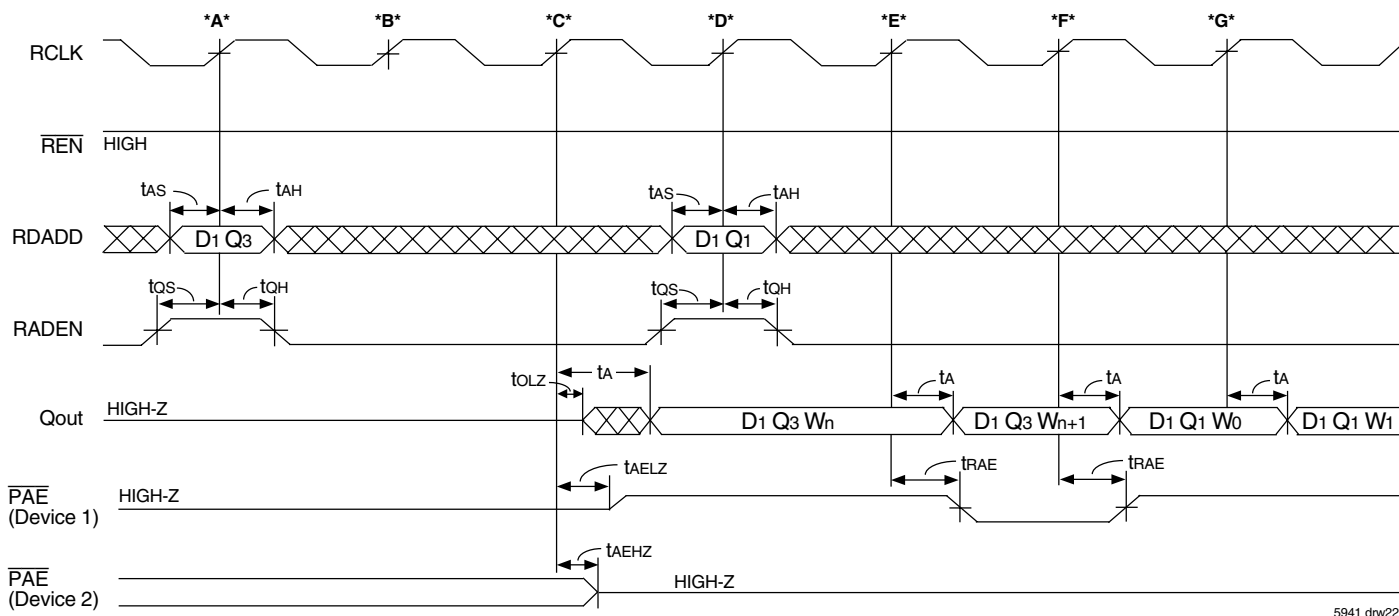 *A* *B* *C* *D* *E* *F* *G*
RCLK
REN HIGH
tAS tAH tAS tAH
RDADD D1 Q3 D1 Q1
tQS tQH tQS tQH
RADEN
tOLZ tA tA tA tA
Qout HIGH-Z D1 Q3 Wn D1 Q3 Wn+1 D1 Q1 W0 D1 Q1 W1
tAELZ tRAE tRAE
PAE HIGH-Z
(Device 1)
tAEHZ
PAE HIGH-Z
(Device 2)
5941 drw22